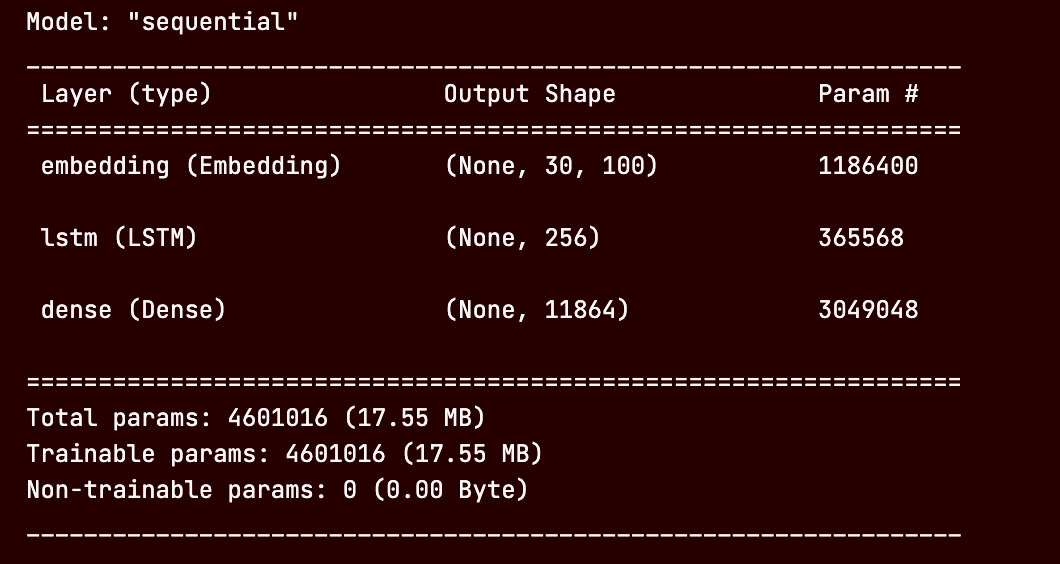 Model: "sequential"
_________________________________________________________________
Layer (type) Output Shape Param #
=================================================================
embedding (Embedding) (None, 30, 100) 1186400
lstm (LSTM) (None, 256) 365568
dense (Dense) (None, 11864) 3049048
=================================================================
Total params: 4601016 (17.55 MB)
Trainable params: 4601016 (17.55 MB)
Non-trainable params: 0 (0.00 Byte)
_________________________________________________________________